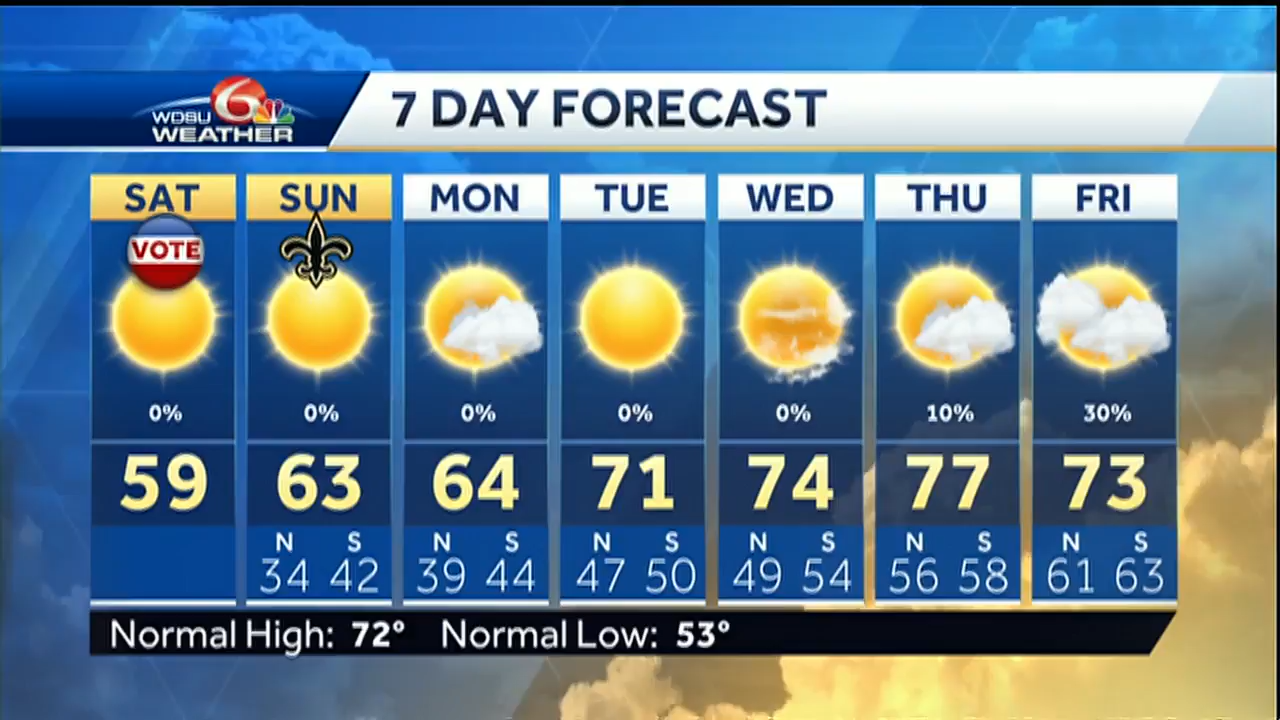 WDSU 6
WEATHER
7 DAY FORECAST
SAT SUN MON TUE WED THU FRI
VOTE
0% 0% 0% 0% 0% 10% 30%
59 63 64 71 74 77 73
N S N S N S N S N S N S
34 42 39 44 47 50 49 54 56 58 61 63
Normal High: 72° Normal Low: 53°